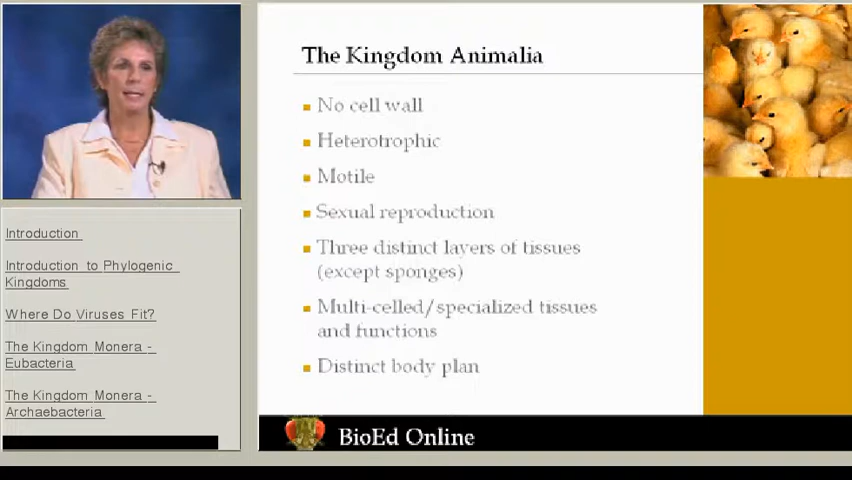 The Kingdom Animalia
No cell wall
Heterotrophic
Motile
Sexual reproduction
Three distinct layers of tissues
(except sponges)
Multi-celled/specialized tissues
and functions
Distinct body plan
Introduction
Introduction to Phylogenic
Kingdoms
Where Do Viruses Fit?
The Kingdom Monera -
Eubacteria
The Kingdom Monera -
Archaebacteria
BioEd Online